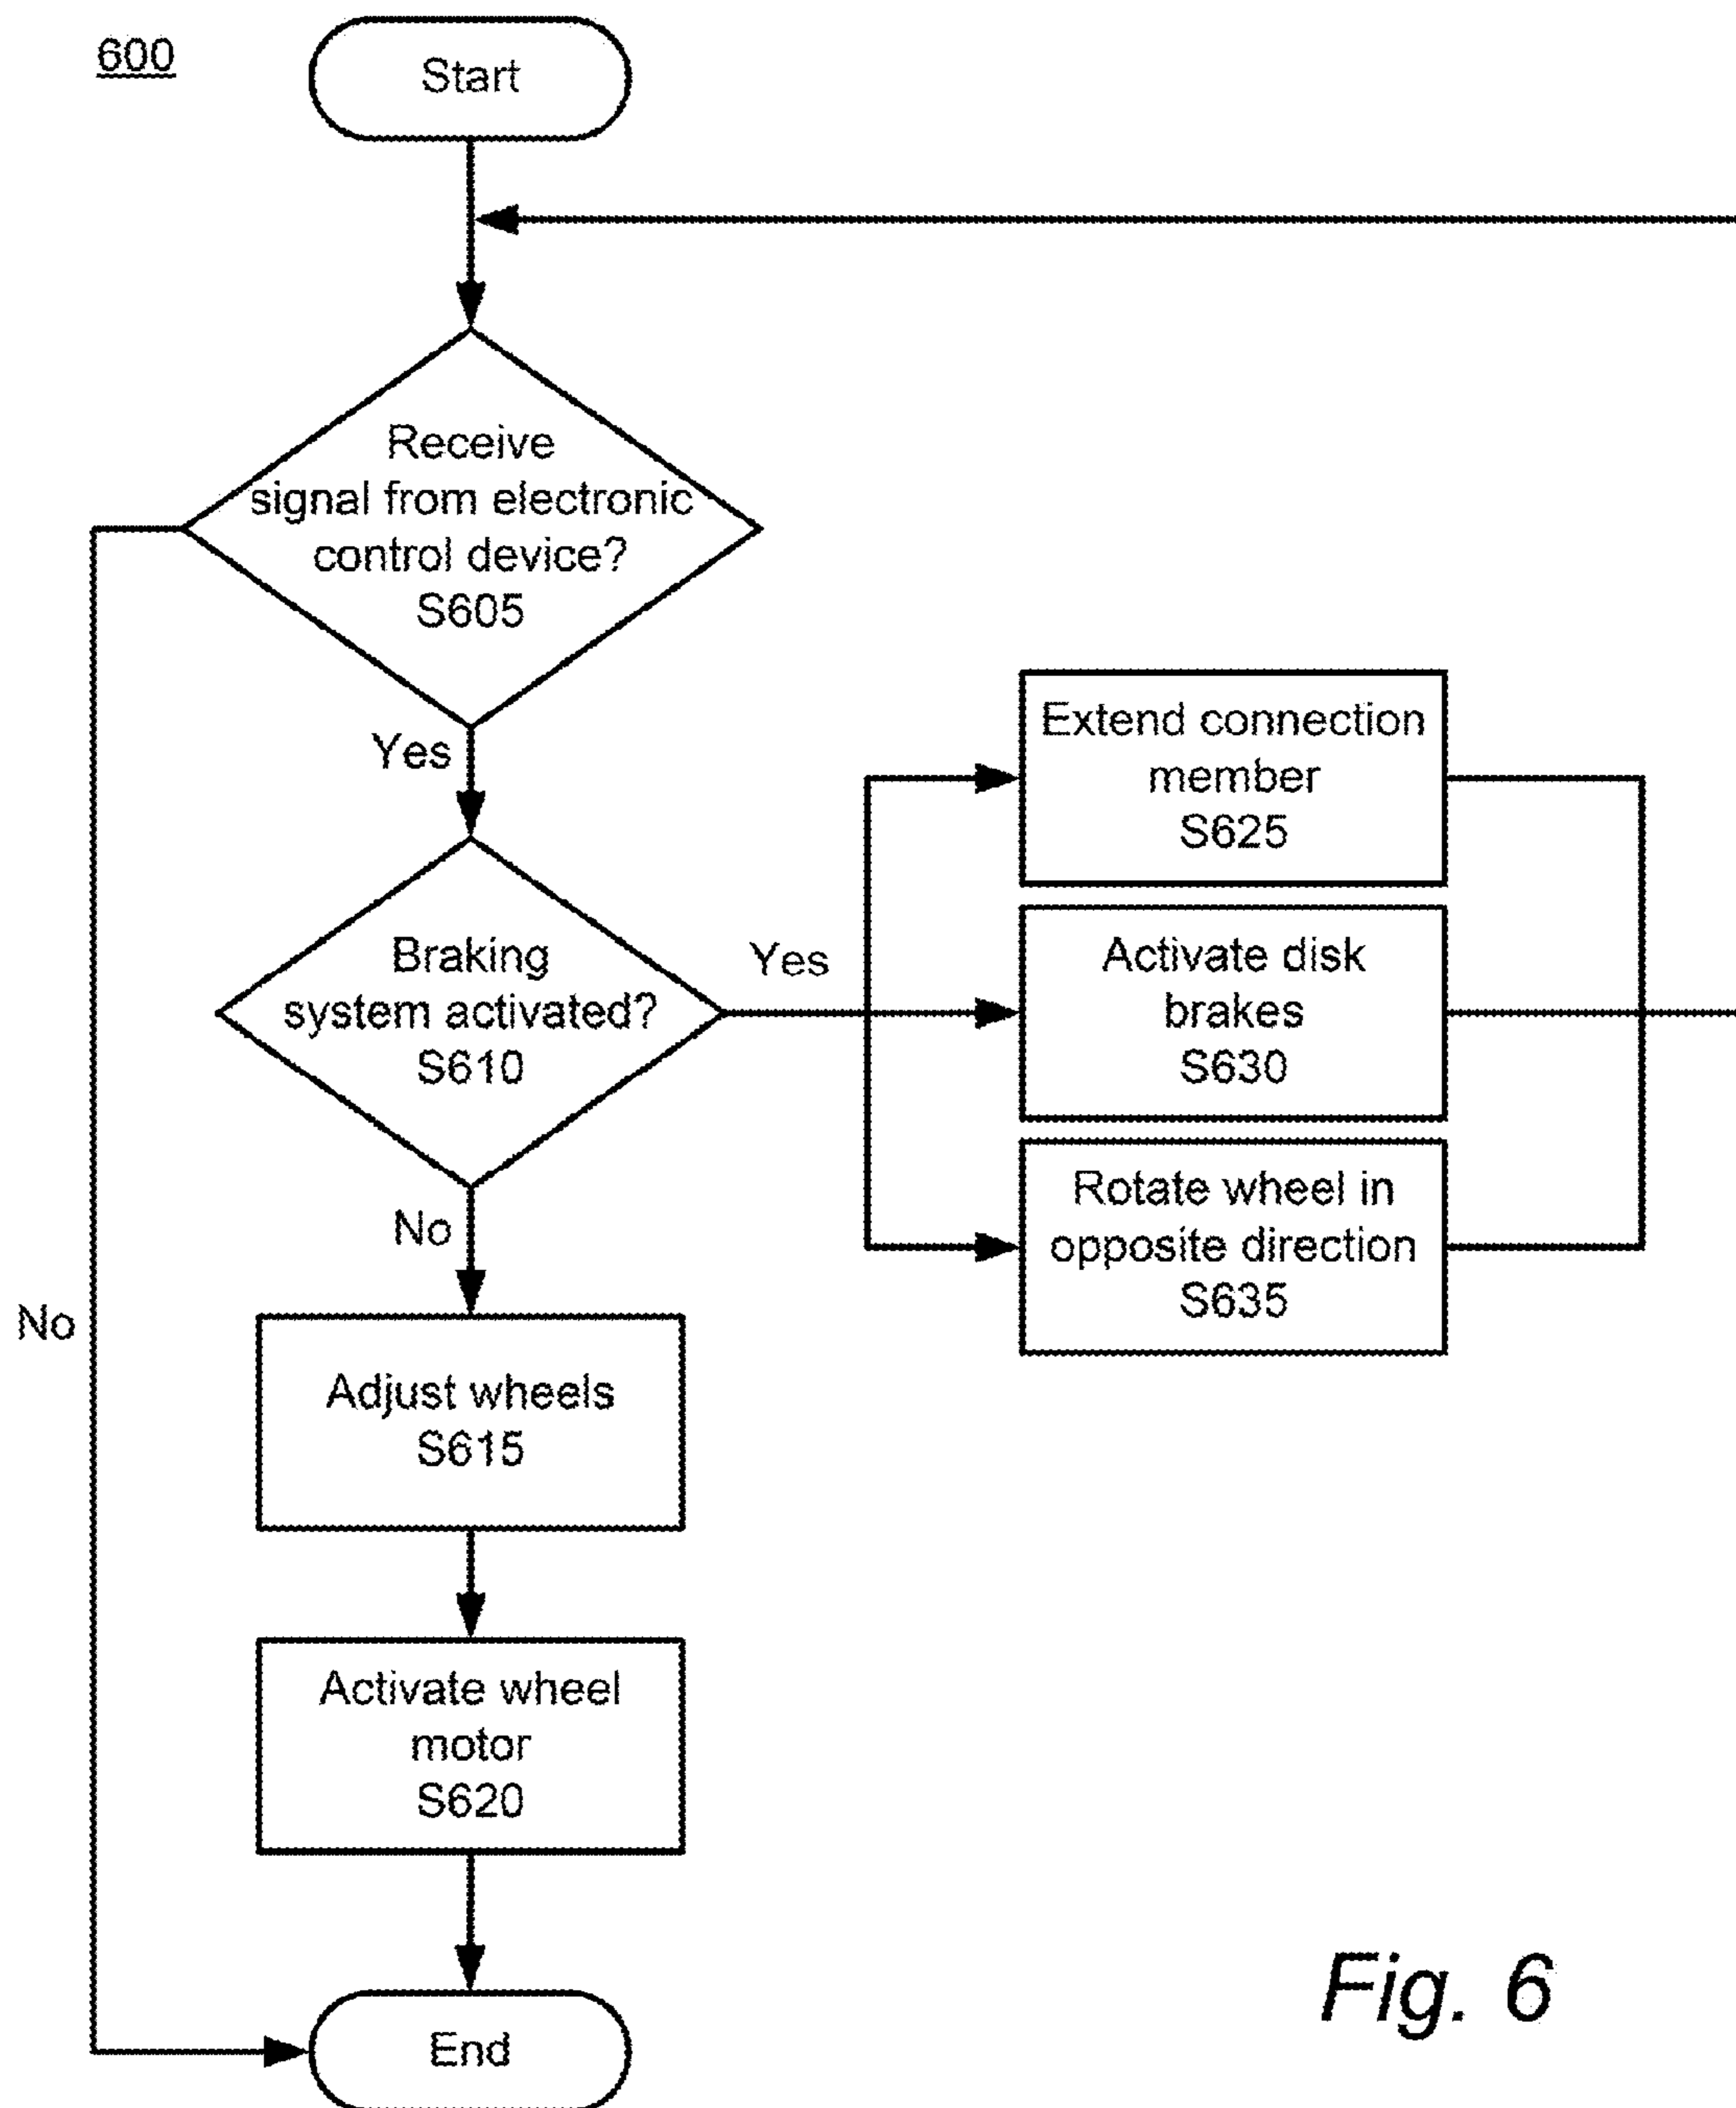 600
Start
Receive
signal from electronic
control device?
S605
Yes
Braking
system activated?
S610
Yes
Extend connection
member
S625
Activate disk
brakes
S630
Rotate wheel in
opposite direction
S635
No
No
Adjust wheels
S615
Activate wheel
motor
S620
End
Fig. 6